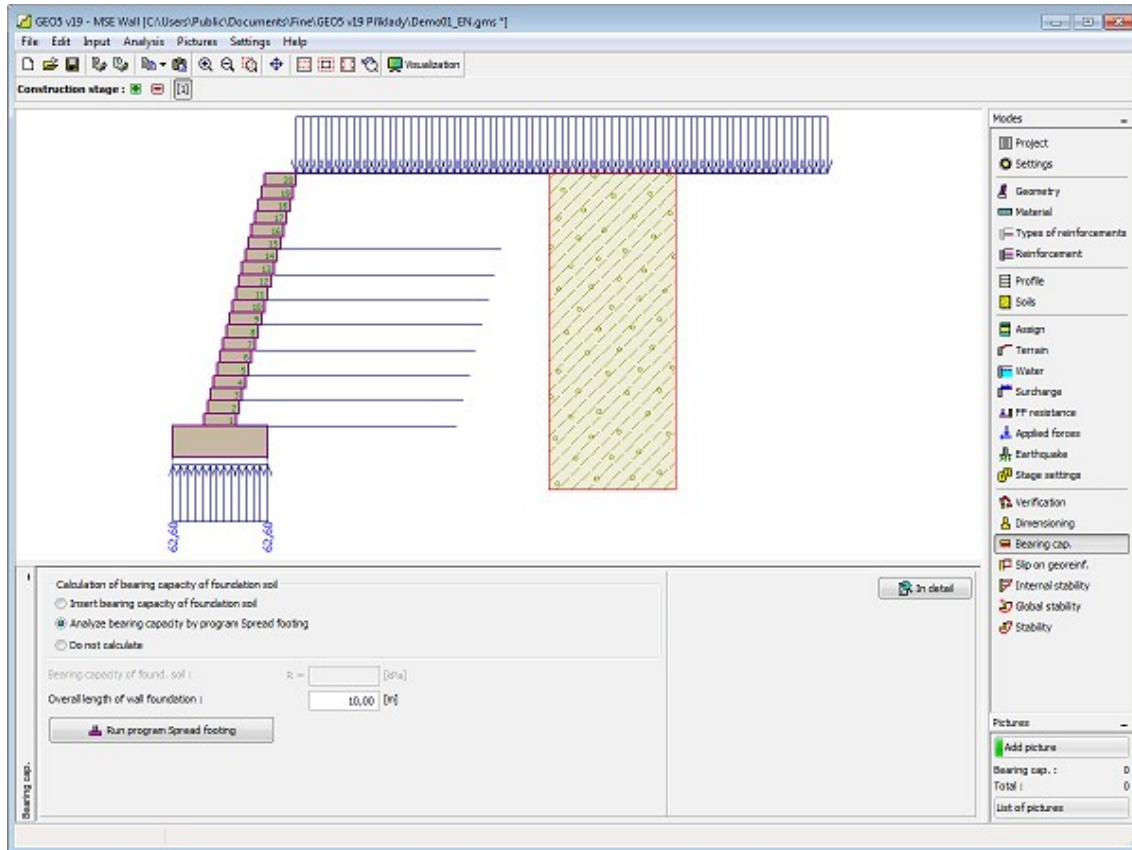 GEO5 v19 - MSE Wall [C:\Users\Public\Documents\Fine\GEO5 v19 Příklady\Demo01_EN.gms *]
File Edit Input Analysis Pictures Settings Help
Visualization
Construction stage : [1]
20
19
18
17
16
15
14
13
12
11
10
9
8
7
6
5
4
3
2
1
62,60 62,60
Modes
Project
Settings
Geometry
Material
Types of reinforcements
Reinforcement
Profile
Soils
Assign
Terrain
Water
Surcharge
FF resistance
Applied forces
Earthquake
Stage settings
Verification
Dimensioning
Bearing cap.
Slip on georeinf.
Internal stability
Global stability
Stability
Bearing cap.
Calculation of bearing capacity of foundation soil
Insert bearing capacity of foundation soil
Analyze bearing capacity by program Spread footing
Do not calculate
Bearing capacity of found. soil : R = [kPa]
Overall length of wall foundation : 10,00 [m]
Run program Spread footing
In detail
Pictures
Add picture
Bearing cap. : 0
Total : 0
List of pictures